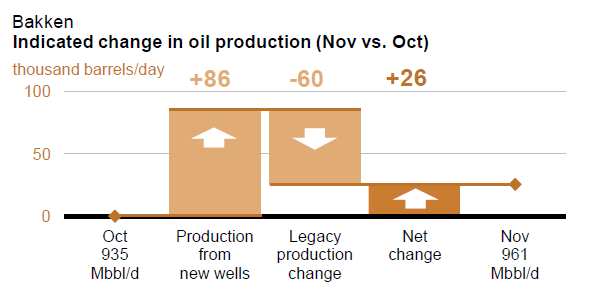 Bakken
Indicated change in oil production (Nov vs. Oct)
thousand barrels/day
+86
-60
+26
100
50
0
Oct
935
Mbbl/d
Production
from
new wells
Legacy
production
change
Net
change
Nov
961
Mbbl/d